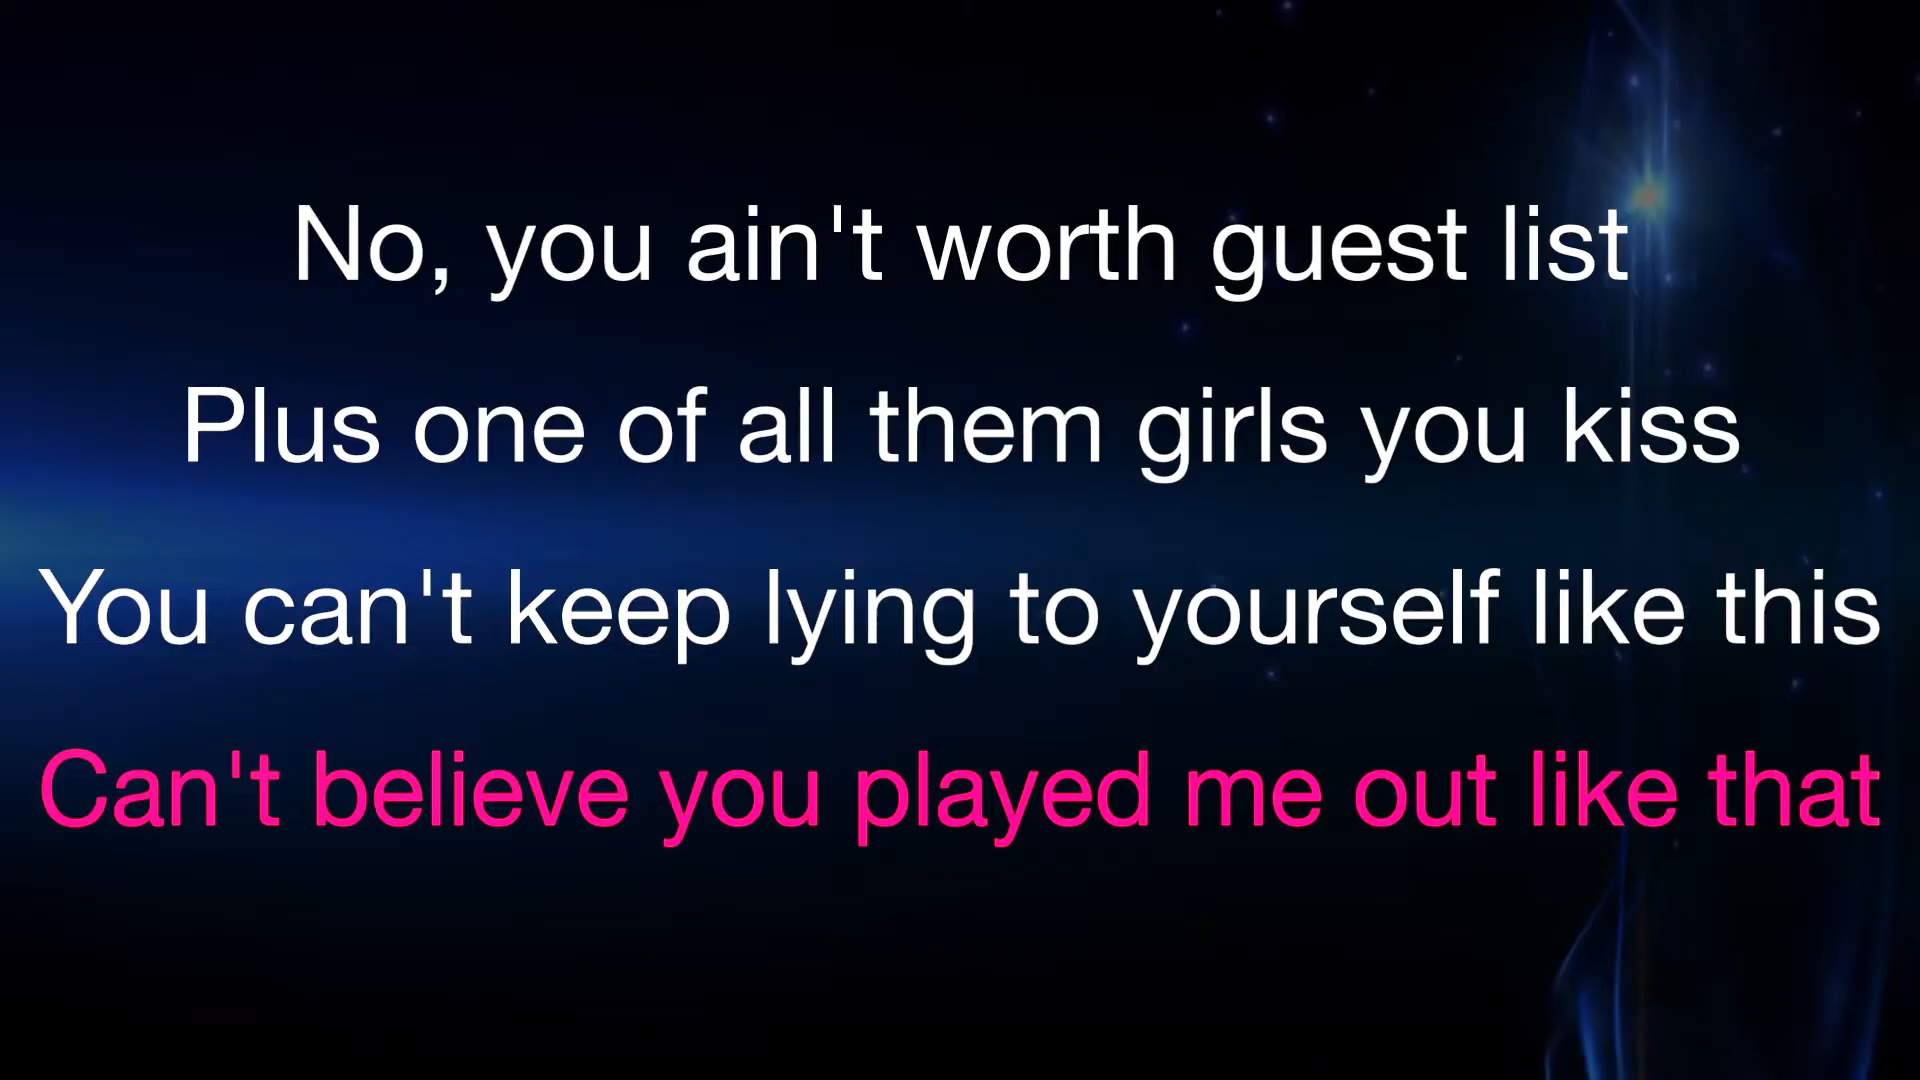 No, you ain't worth guest list
Plus one of all them girls you kiss
You can't keep lying to yourself like this
Can't believe you played me out like that